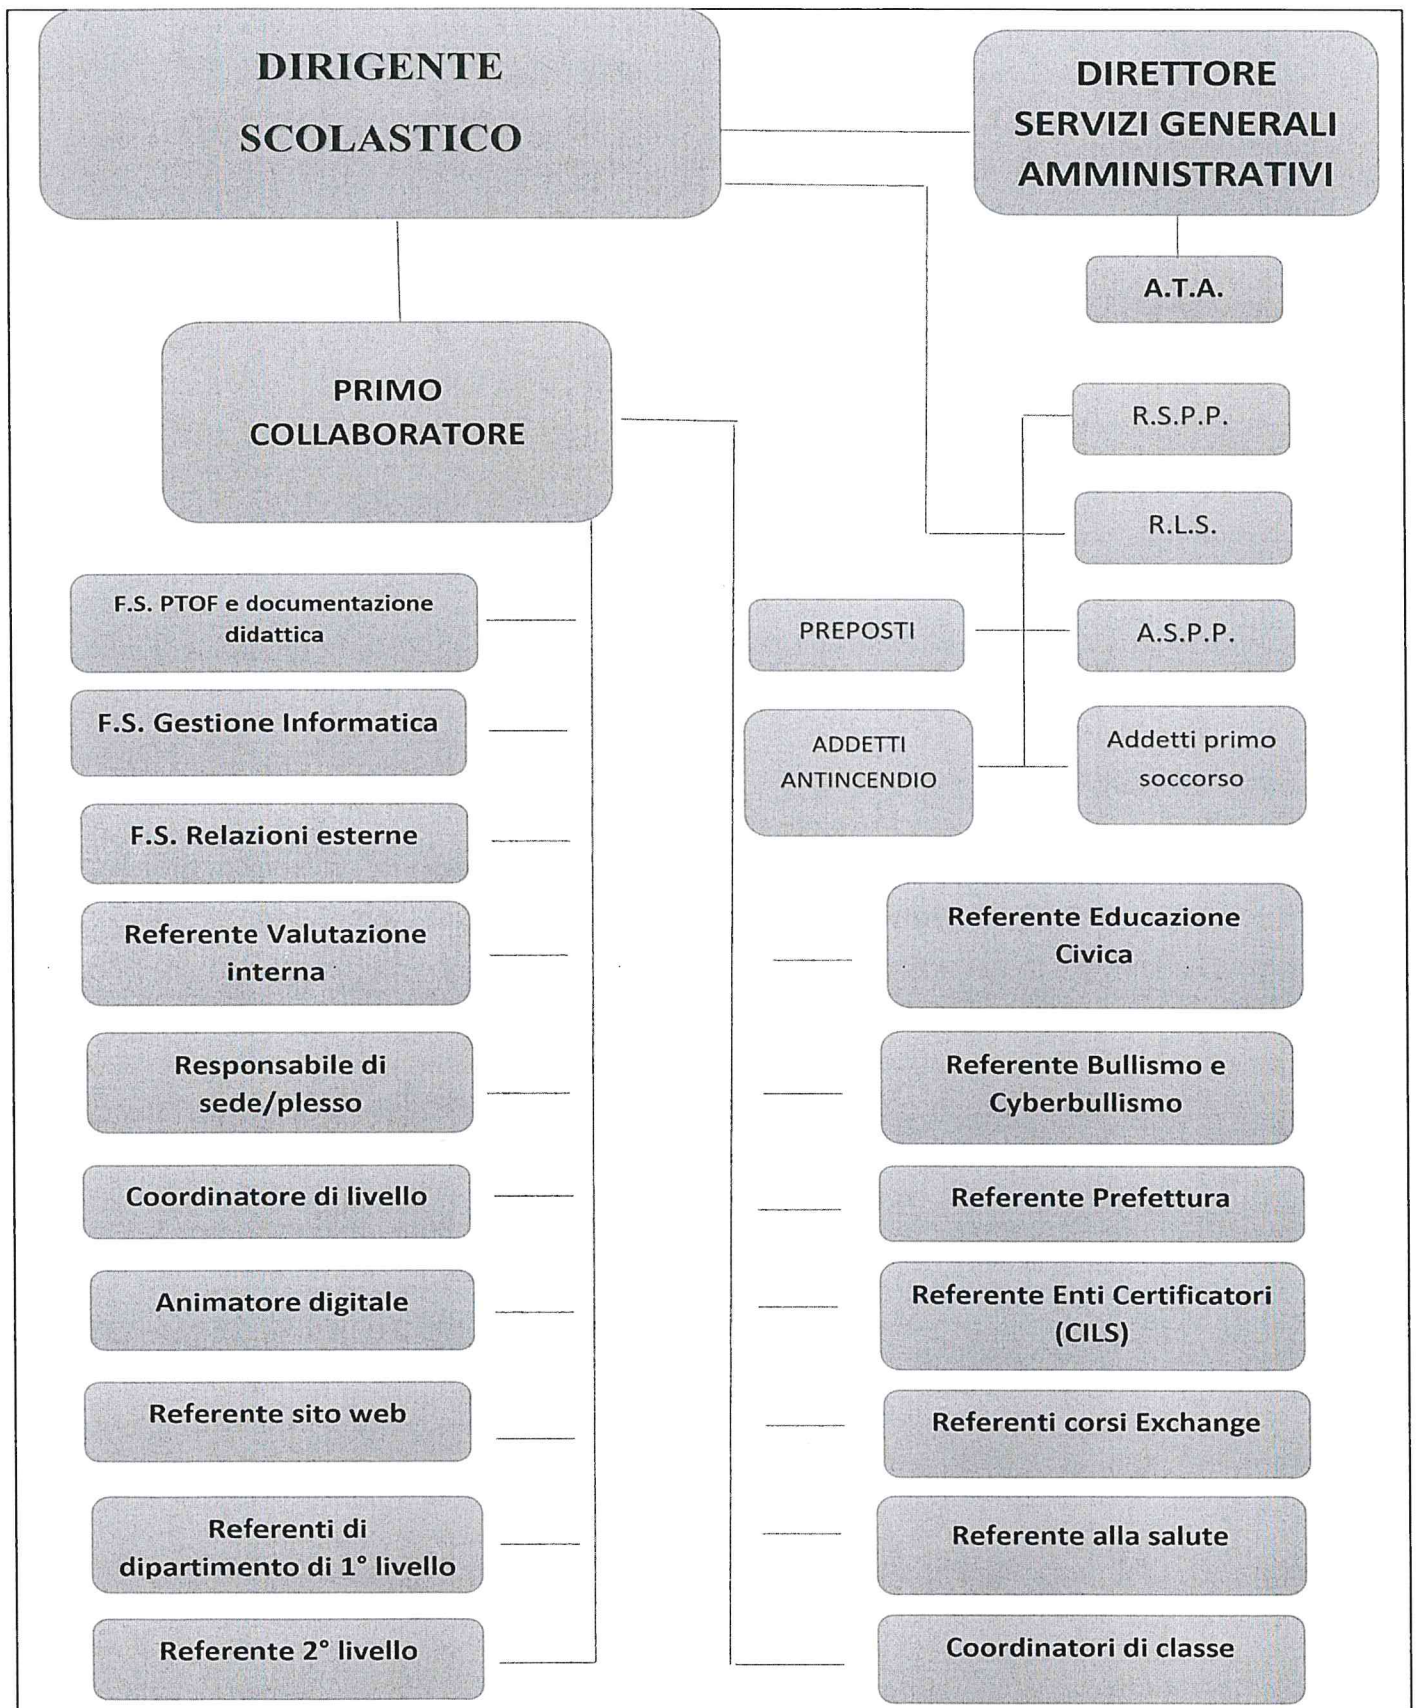 DIRIGENTE
SCOLASTICO
DIRETTORE
SERVIZI GENERALI
AMMINISTRATIVI
A.T.A.
PRIMO
COLLABORATORE
R.S.P.P.
R.L.S.
PREPOSTI
A.S.P.P.
ADDETTI
ANTINCENDIO
Addetti primo
soccorso
F.S. PTOF e documentazione
didattica
F.S. Gestione Informatica
F.S. Relazioni esterne
Referente Valutazione
interna
Responsabile di
sede/plesso
Coordinatore di livello
Animatore digitale
Referente sito web
Referenti di
dipartimento di 1° livello
Referente 2° livello
Referente Educazione
Civica
Referente Bullismo e
Cyberbullismo
Referente Prefettura
Referente Enti Certificatori
(CILS)
Referenti corsi Exchange
Referente alla salute
Coordinatori di classe